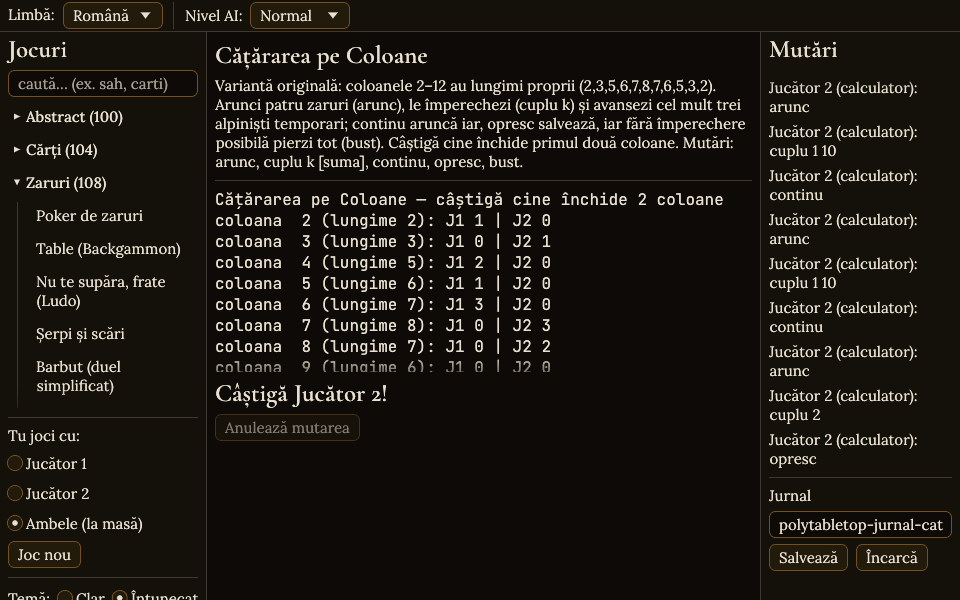 Limbă: Română ▼ Nivel AI: Normal ▼
Jocuri
caută... (ex. sah, carti)
▸ Abstract (100)
▸ Cărți (104)
▾ Zaruri (108)
Poker de zaruri
Table (Backgammon)
Nu te supăra, frate
(Ludo)
Șerpi și scări
Barbut (duel
simplificat)
Tu joci cu:
Jucător 1
Jucător 2
Ambele (la masă)
Joc nou
Temă: Clar Întunecat
Cățărarea pe Coloane
Variantă originală: coloanele 2–12 au lungimi proprii (2,3,5,6,7,8,7,6,5,3,2).
Arunci patru zaruri (arunc), le împerechezi (cuplu k) și avansezi cel mult trei
alpiniști temporari; continu aruncă iar, opresc salvează, iar fără împerechere
posibilă pierzi tot (bust). Câștigă cine închide primul două coloane. Mutări:
arunc, cuplu k [suma], continu, opresc, bust.
Cățărarea pe Coloane — câștigă cine închide 2 coloane
coloana  2 (lungime 2): J1 1 | J2 0
coloana  3 (lungime 3): J1 0 | J2 1
coloana  4 (lungime 5): J1 2 | J2 0
coloana  5 (lungime 6): J1 1 | J2 0
coloana  6 (lungime 7): J1 3 | J2 0
coloana  7 (lungime 8): J1 0 | J2 3
coloana  8 (lungime 7): J1 0 | J2 2
coloana  9 (lungime 6): J1 0 | J2 0
Câștigă Jucător 2!
Anulează mutarea
Mutări
Jucător 2 (calculator):
arunc
Jucător 2 (calculator):
cuplu 1 10
Jucător 2 (calculator):
continu
Jucător 2 (calculator):
arunc
Jucător 2 (calculator):
cuplu 1 10
Jucător 2 (calculator):
continu
Jucător 2 (calculator):
arunc
Jucător 2 (calculator):
cuplu 2
Jucător 2 (calculator):
opresc
Jurnal
polytabletop-jurnal-cat
Salvează Încarcă